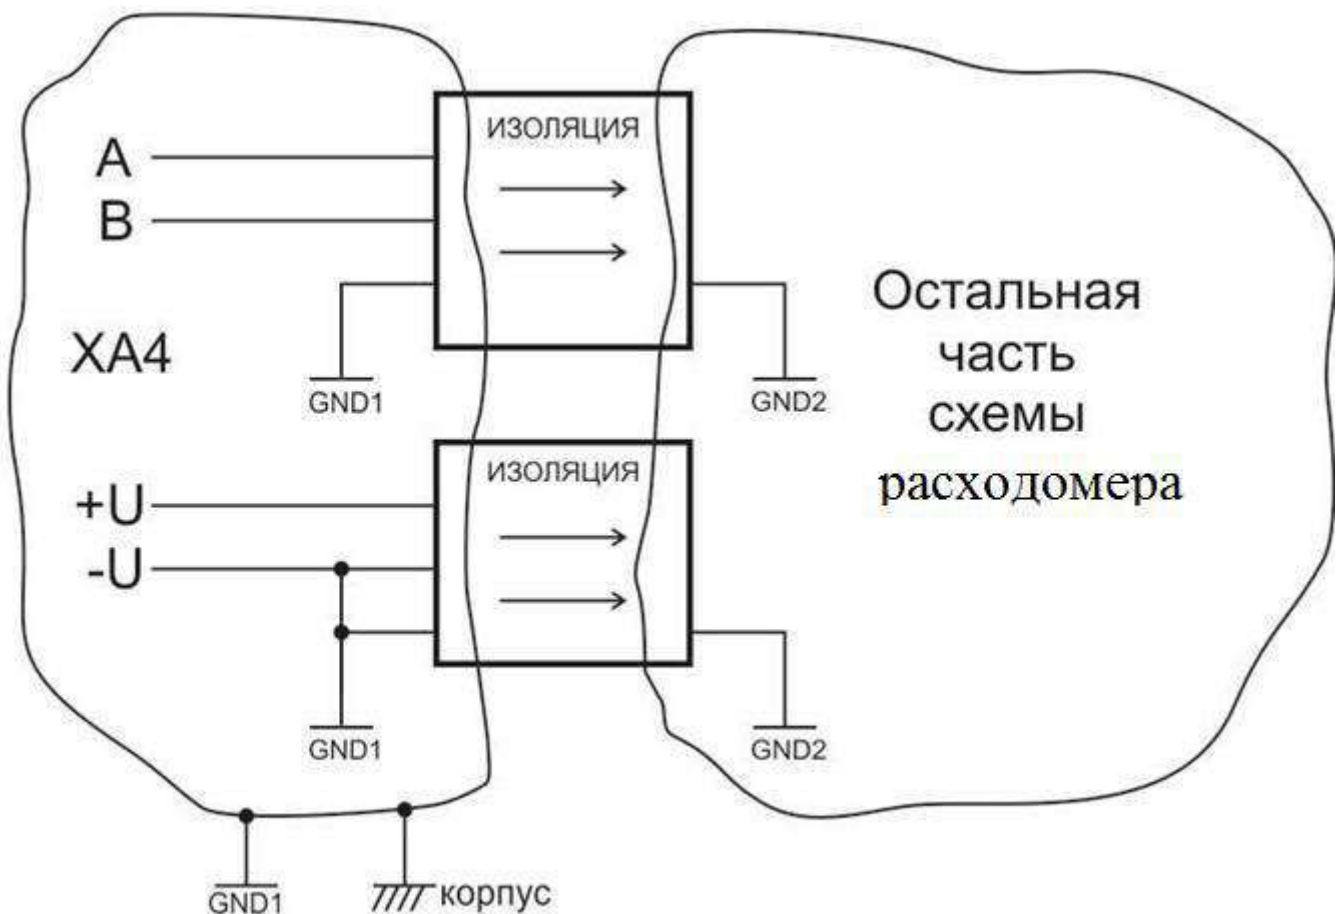 ИЗОЛЯЦИЯ
A
B
XA4
GND1
GND2
Остальная
часть
схемы
расходомера
ИЗОЛЯЦИЯ
+U
-U
GND1
GND2
GND1
корпус